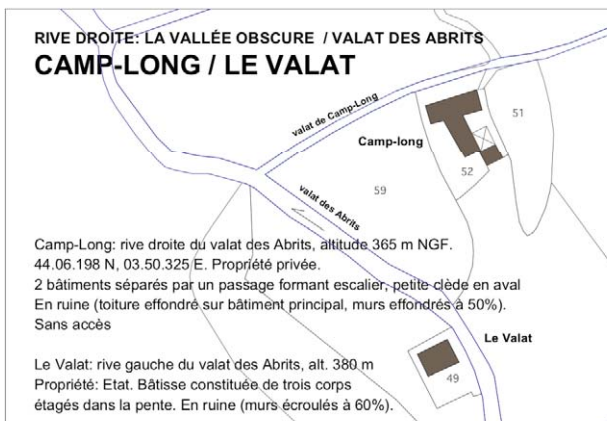 RIVE DROITE: LA VALLÉE OBSCURE / VALAT DES ABRITS
CAMP-LONG / LE VALAT
valat de Camp-Long
Camp-long
51
52
59
valat des Abrits
Camp-Long: rive droite du valat des Abrits, altitude 365 m NGF.
44.06.198 N, 03.50.325 E. Propriété privée.
2 bâtiments séparés par un passage formant escalier, petite clède en aval
En ruine (toiture effondré sur bâtiment principal, murs effondrés à 50%).
Sans accès
Le Valat
Le Valat: rive gauche du valat des Abrits, alt. 380 m
Propriété: Etat. Bâtisse constituée de trois corps
étagés dans la pente. En ruine (murs écroulés à 60%).
49